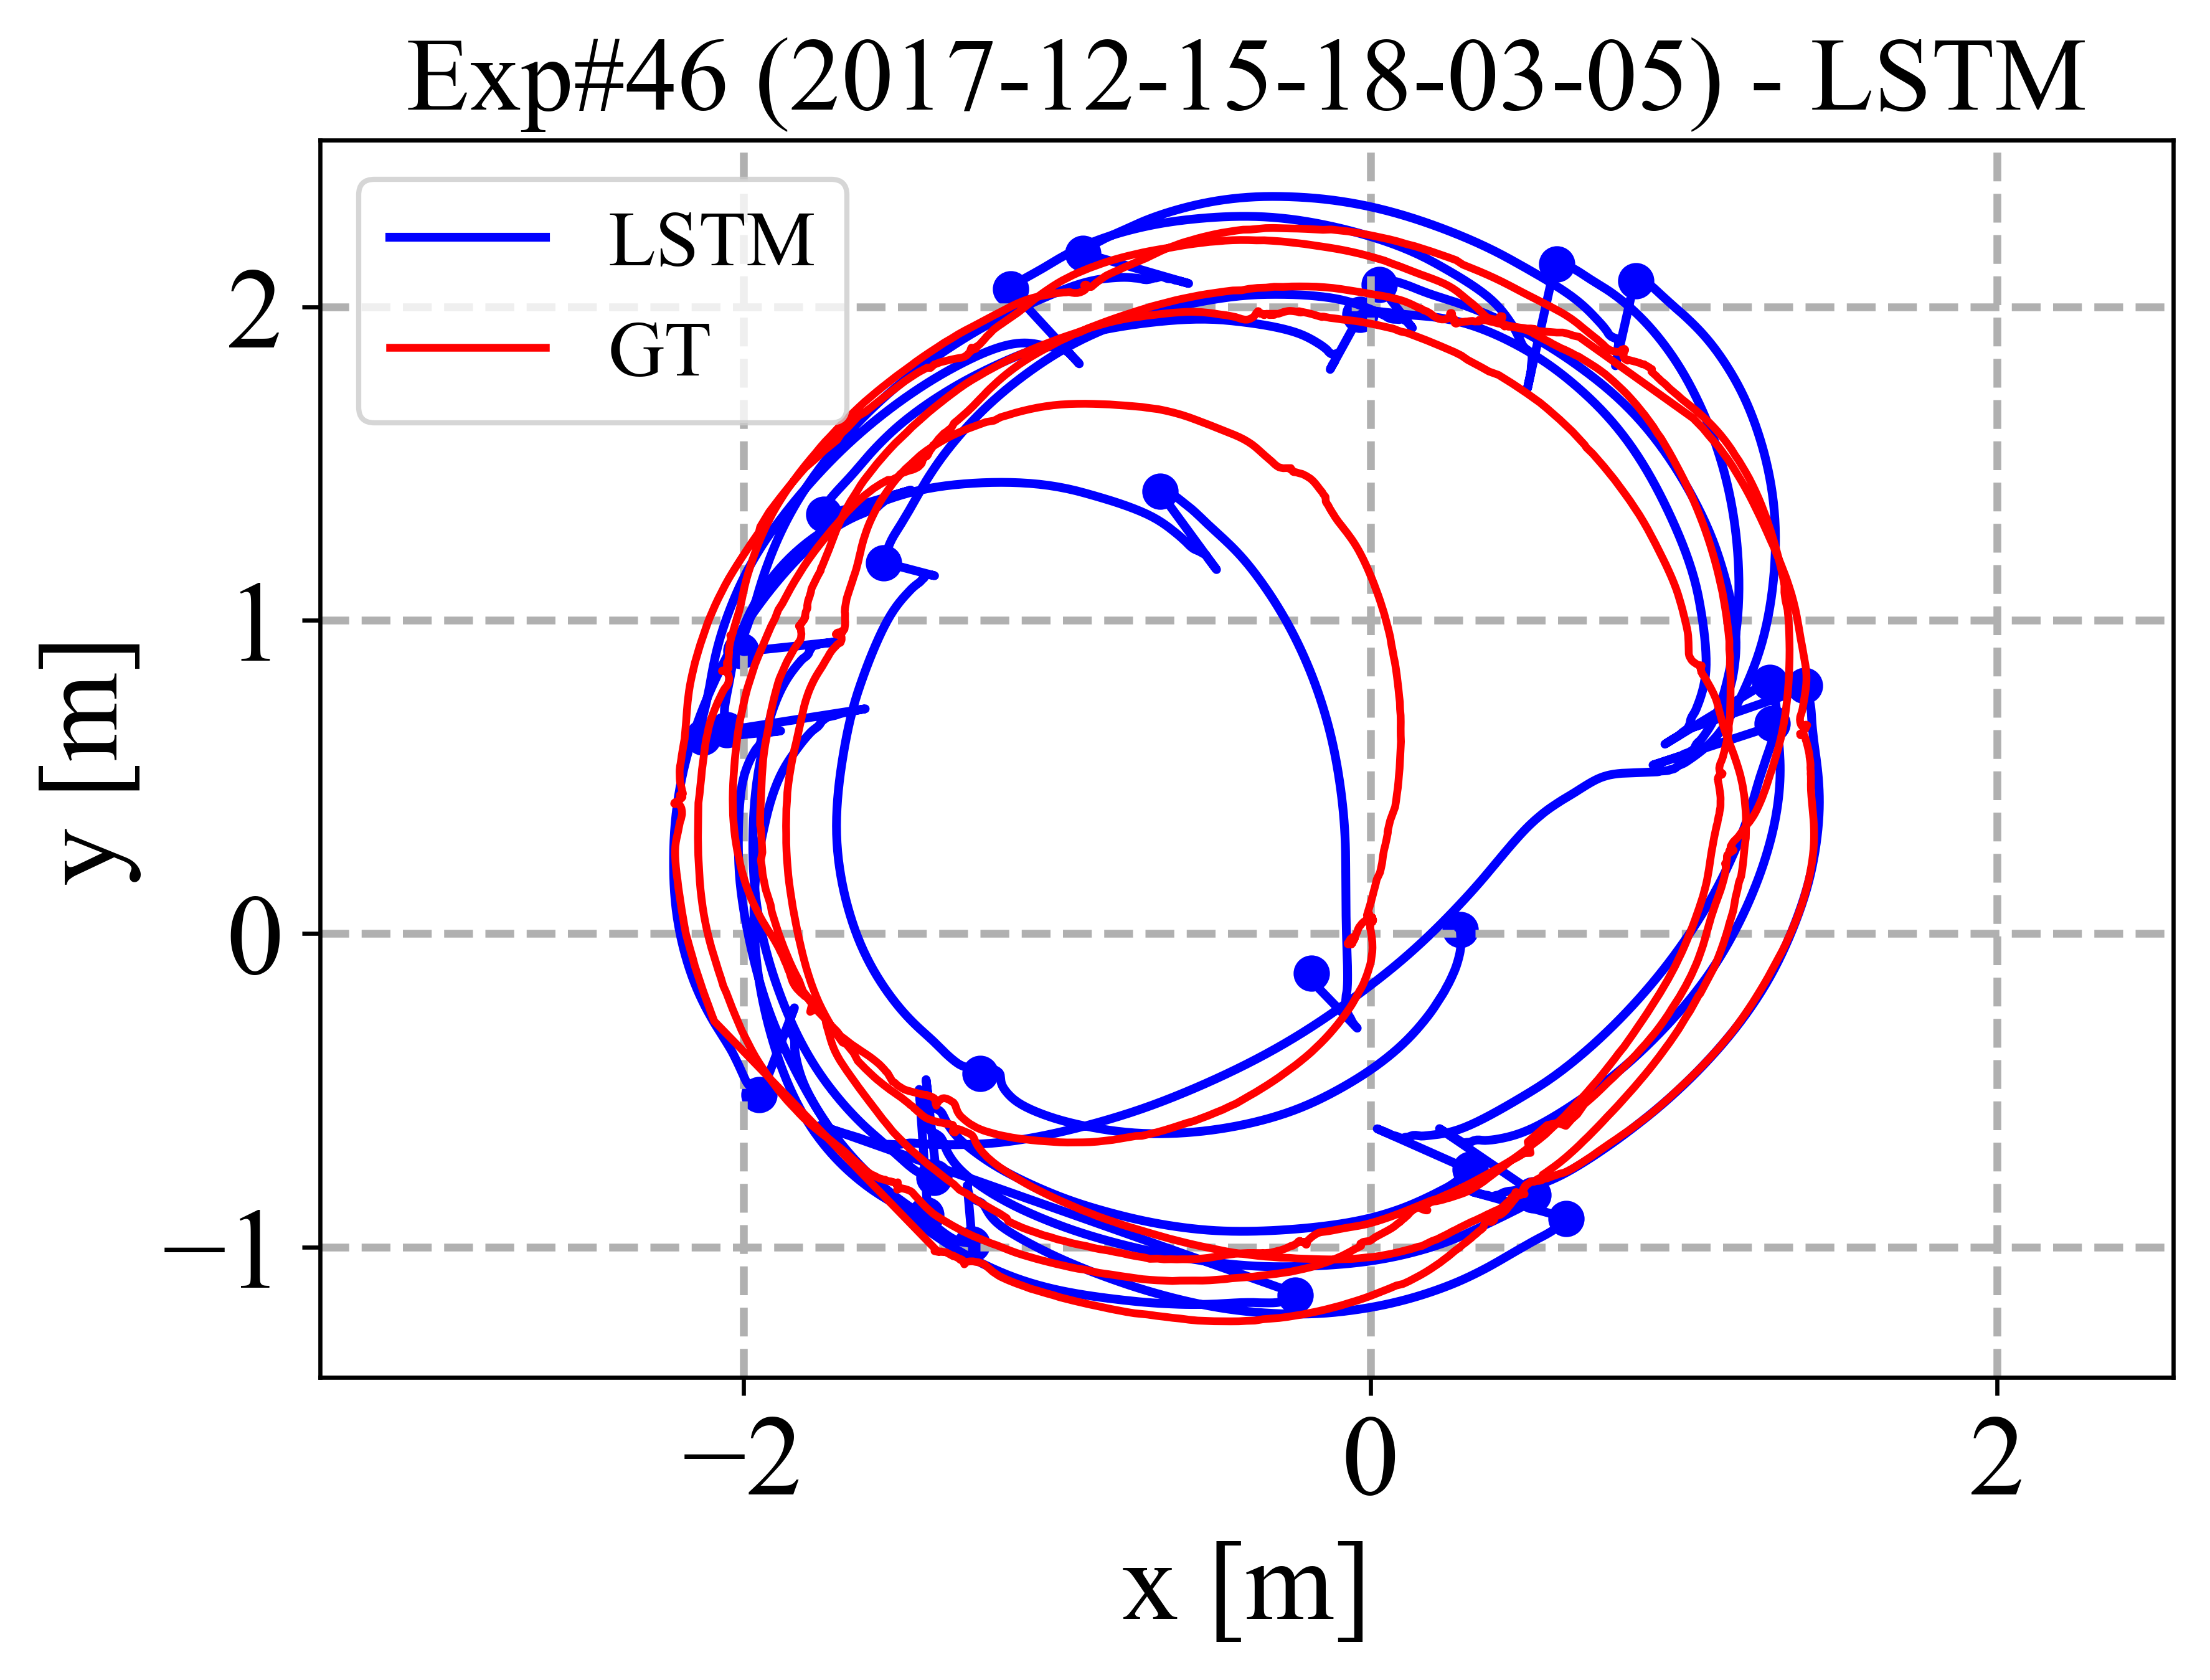 Exp#46 (2017-12-15-18-03-05) - LSTM
LSTM
GT
y [m]
2
1
0
−1
−2
0
2
x [m]